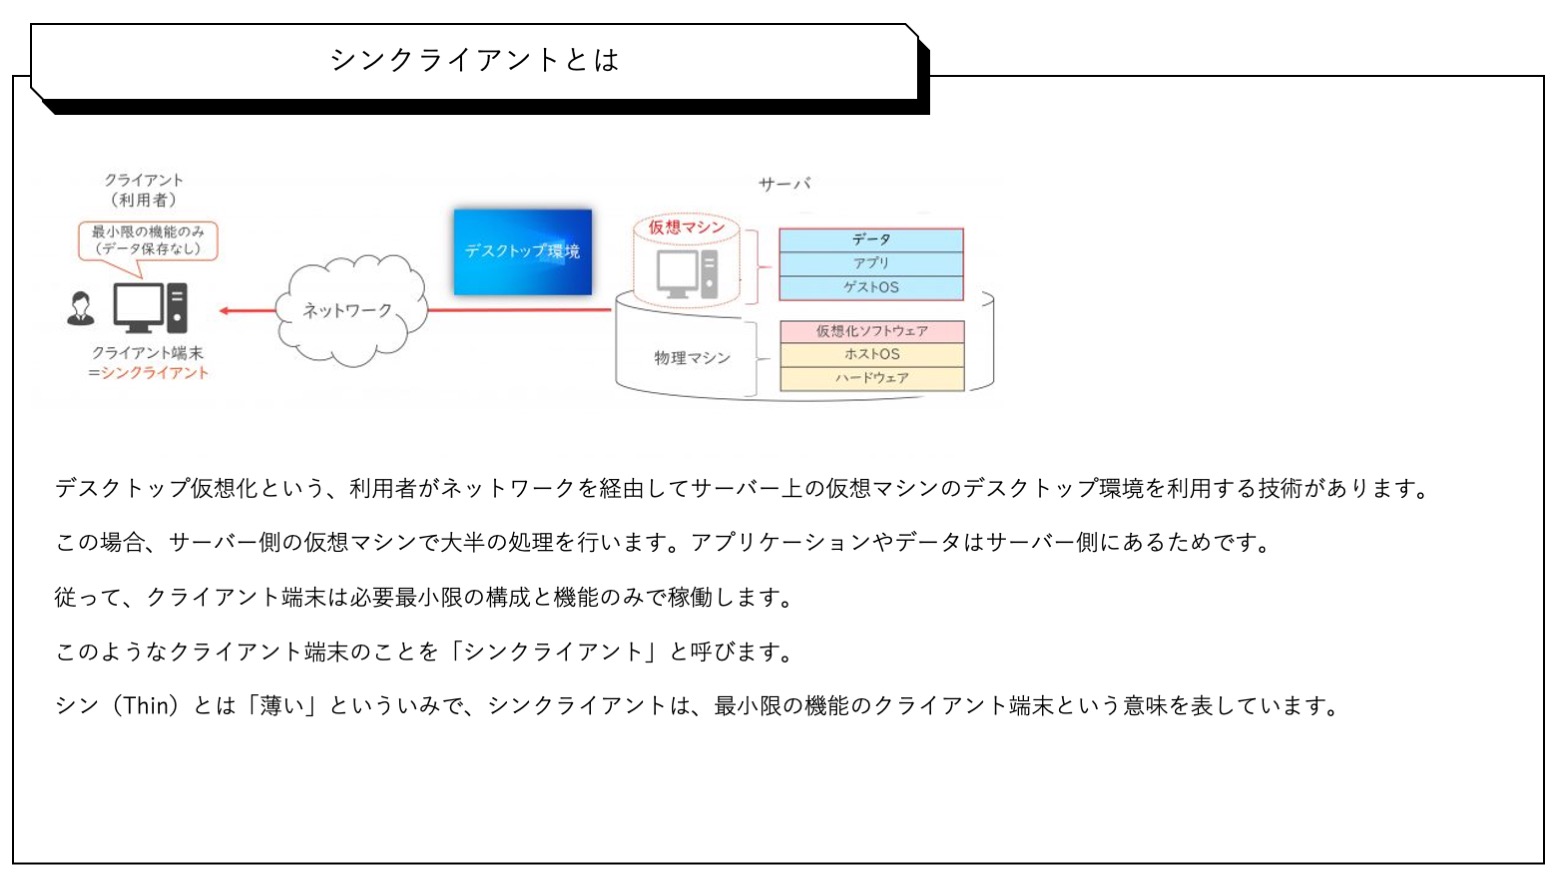 シンクライアントとは
クライアント
（利用者）
最小限の機能のみ
（データ保存なし）
クライアント端末
＝シンクライアント
ネットワーク
デスクトップ環境
サーバ
仮想マシン
データ
アプリ
ゲストOS
物理マシン
仮想化ソフトウェア
ホストOS
ハードウェア
デスクトップ仮想化という、利用者がネットワークを経由してサーバー上の仮想マシンのデスクトップ環境を利用する技術があります。
この場合、サーバー側の仮想マシンで大半の処理を行います。アプリケーションやデータはサーバー側にあるためです。
従って、クライアント端末は必要最小限の構成と機能のみで稼働します。
このようなクライアント端末のことを「シンクライアント」と呼びます。
シン（Thin）とは「薄い」といういみで、シンクライアントは、最小限の機能のクライアント端末という意味を表しています。